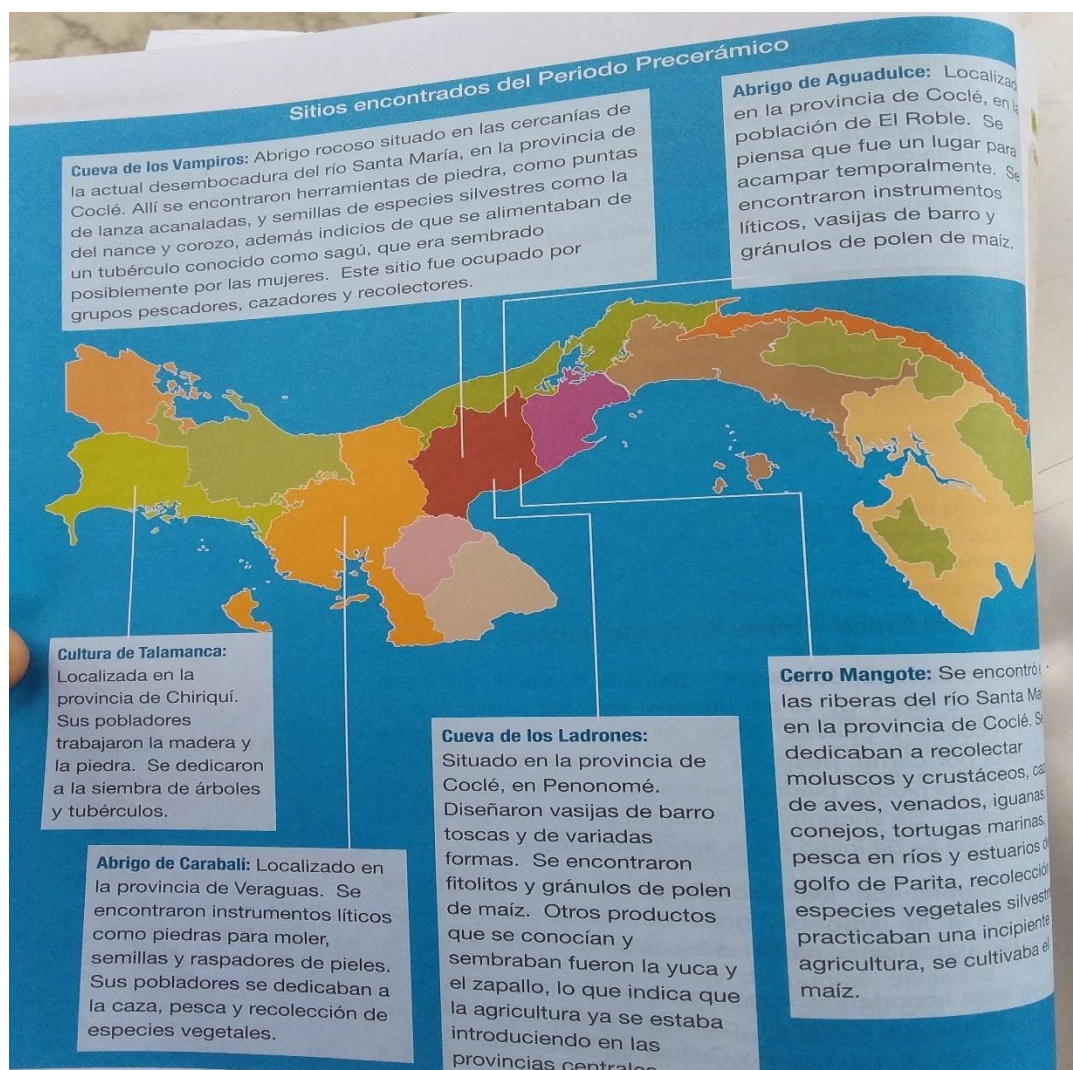 Sitios encontrados del Periodo Precerámico
Cueva de los Vampiros: Abrigo rocoso situado en las cercanías de
la actual desembocadura del río Santa María, en la provincia de
Coclé. Allí se encontraron herramientas de piedra, como puntas
de lanza acanaladas, y semillas de especies silvestres como la
del nance y corozo, además indicios de que se alimentaban de
un tubérculo conocido como sagú, que era sembrado
posiblemente por las mujeres. Este sitio fue ocupado por
grupos pescadores, cazadores y recolectores.
Abrigo de Aguadulce:
en la provincia de Coclé, en
población de El Roble. Se
piensa que fue un lugar para
acampar temporalmente. Se
encontraron instrumentos
líticos, vasijas de barro y
gránulos de polen de maíz.
Cultura de Talamanca:
Localizada en la
provincia de Chiriquí.
Sus pobladores
trabajaron la madera y
la piedra. Se dedicaron
a la siembra de árboles
y tubérculos.
Abrigo de Carabalí: Localizado en
la provincia de Veraguas. Se
encontraron instrumentos líticos
como piedras para moler,
semillas y raspadores de pieles.
Sus pobladores se dedicaban a
la caza, pesca y recolección de
especies vegetales.
Cueva de los Ladrones:
Situado en la provincia de
Coclé, en Penonomé.
Diseñaron vasijas de barro
toscas y de variadas
formas. Se encontraron
fitolitos y gránulos de polen
de maíz. Otros productos
que se conocían y
sembraban fueron la yuca y
el zapallo, lo que indica que
la agricultura ya se estaba
introduciendo en las
provincias centrales
Cerro Mangote: Se encontró
las riberas del río Santa
en la provincia de Coclé. Se
dedicaban a recolectar
moluscos y crustáceos,
de aves, venados, iguanas,
conejos, tortugas marinas,
pesca en ríos y estuarios
golfo de Parita, recolección
especies vegetales
practicaban una incipiente
agricultura, se cultivaba el
maíz.